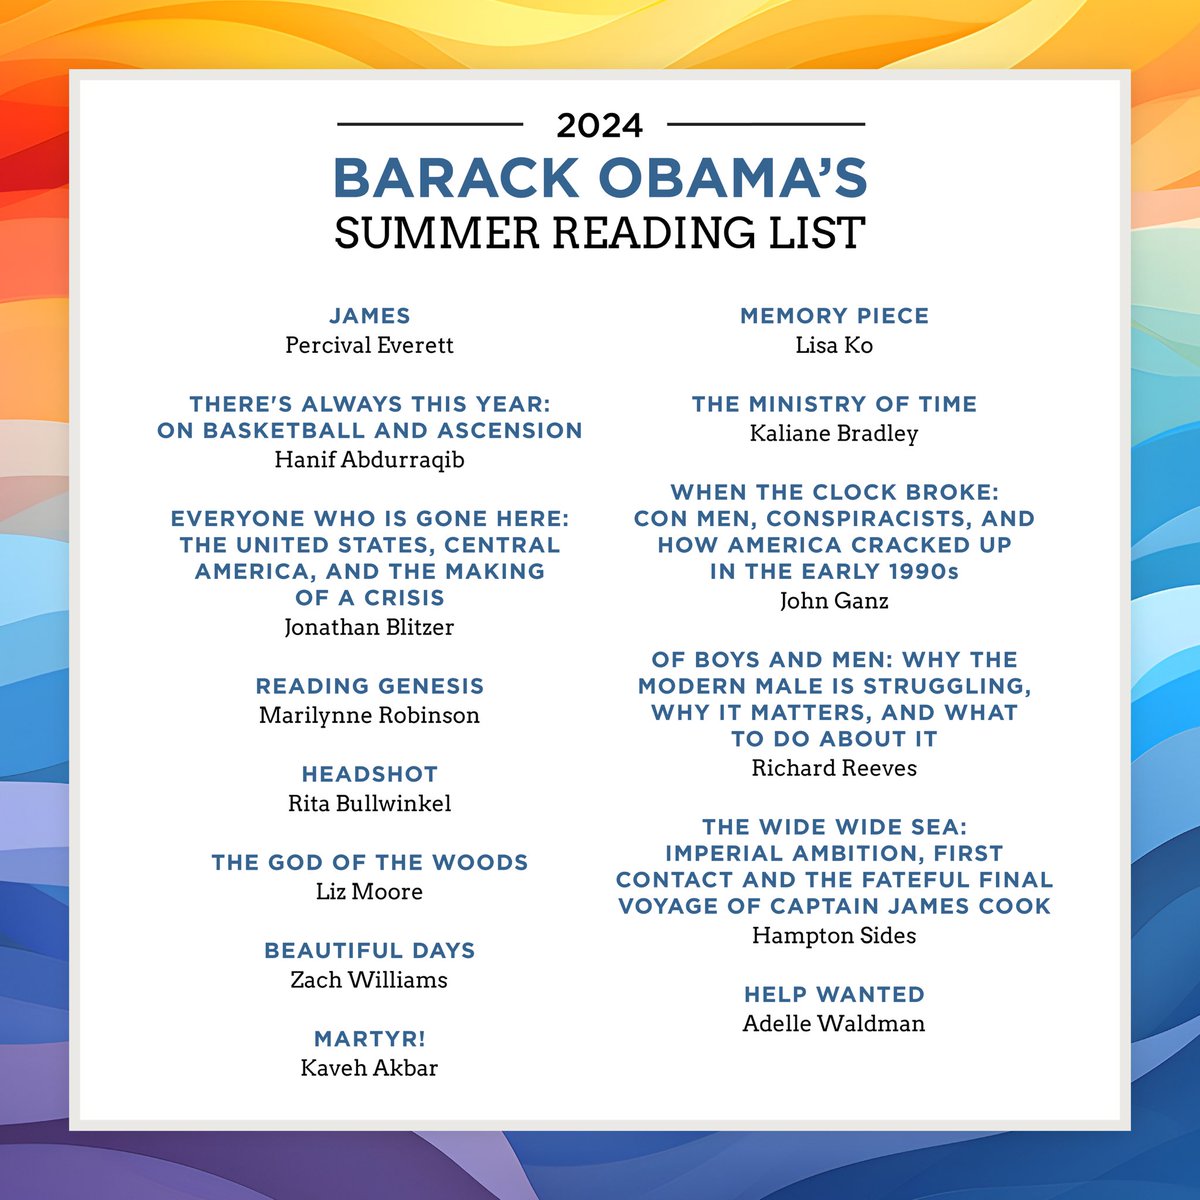 2024
BARACK OBAMA'S
SUMMER READING LIST
JAMES
Percival Everett
THERE'S ALWAYS THIS YEAR:
ON BASKETBALL AND ASCENSION
Hanif Abdurraqib
EVERYONE WHO IS GONE HERE:
THE UNITED STATES, CENTRAL
AMERICA, AND THE MAKING
OF A CRISIS
Jonathan Blitzer
READING GENESIS
Marilynne Robinson
HEADSHOT
Rita Bullwinkel
THE GOD OF THE WOODS
Liz Moore
BEAUTIFUL DAYS
Zach Williams
MARTYR!
Kaveh Akbar
MEMORY PIECE
Lisa Ko
THE MINISTRY OF TIME
Kaliane Bradley
WHEN THE CLOCK BROKE:
CON MEN, CONSPIRACISTS, AND
HOW AMERICA CRACKED UP
IN THE EARLY 1990s
John Ganz
OF BOYS AND MEN: WHY THE
MODERN MALE IS STRUGGLING,
WHY IT MATTERS, AND WHAT
TO DO ABOUT IT
Richard Reeves
THE WIDE WIDE SEA:
IMPERIAL AMBITION, FIRST
CONTACT AND THE FATEFUL FINAL
VOYAGE OF CAPTAIN JAMES COOK
Hampton Sides
HELP WANTED
Adelle Waldman